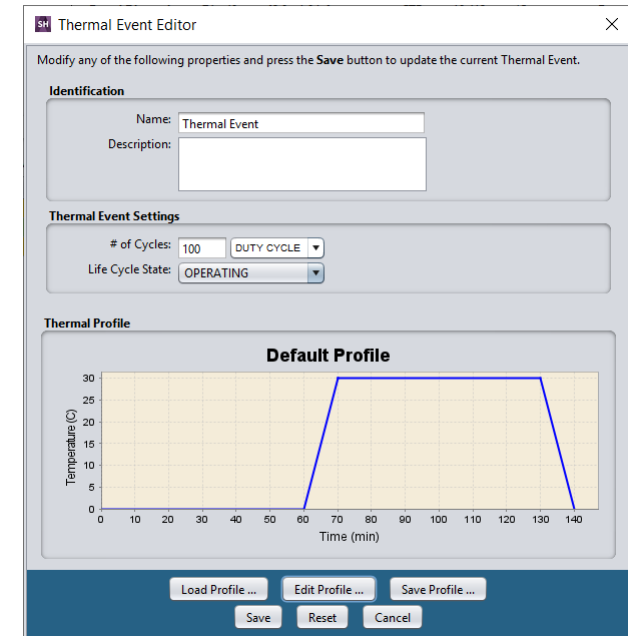 SH Thermal Event Editor
Modify any of the following properties and press the Save button to update the current Thermal Event.
Identification
Name: Thermal Event
Description:
Thermal Event Settings
# of Cycles: 100 DUTY CYCLE
Life Cycle State: OPERATING
Thermal Profile
Default Profile
Temperature (C)
30
25
20
15
10
5
0
0 10 20 30 40 50 60 70 80 90 100 110 120 130 140
Time (min)
Load Profile ... Edit Profile ... Save Profile ...
Save Reset Cancel